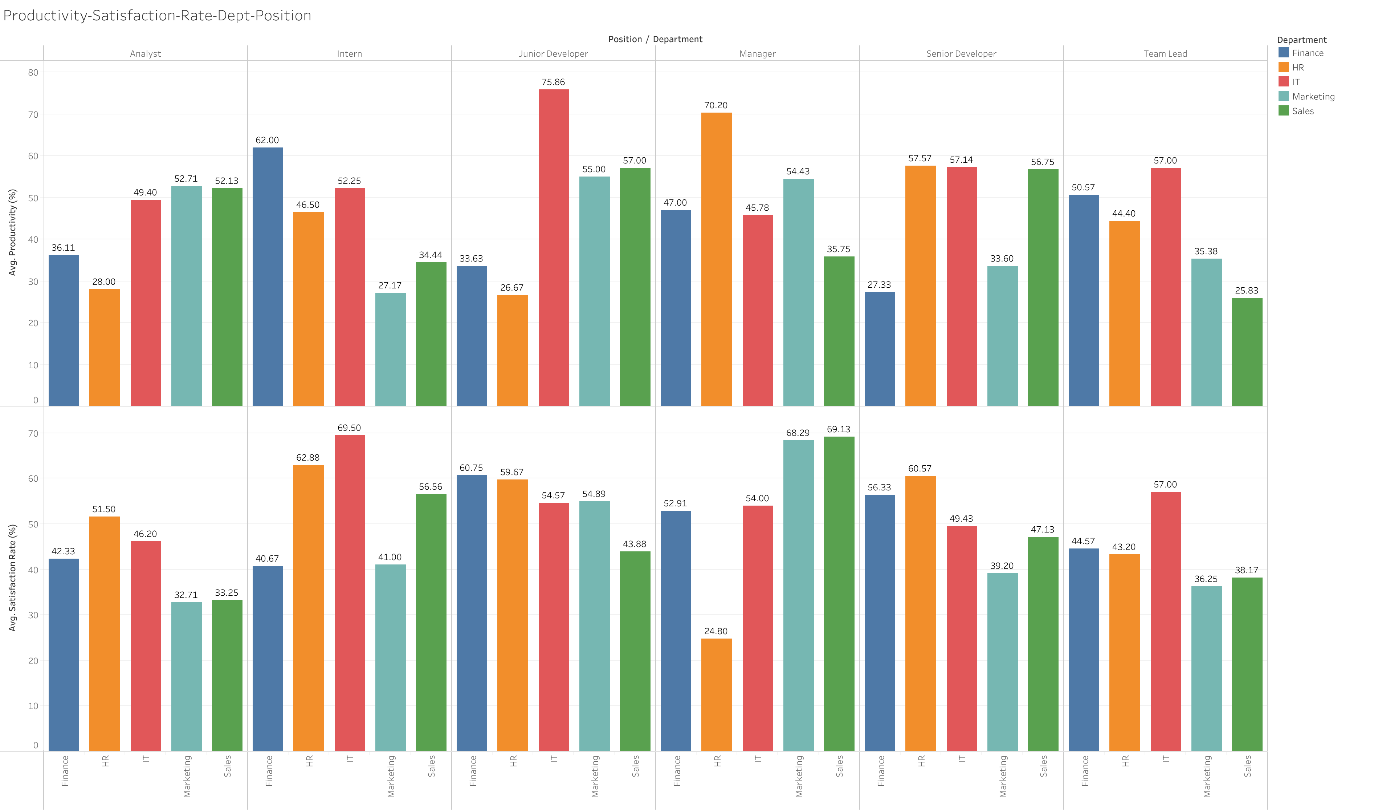 Productivity-Satisfaction-Rate-Dept-Position
Position / Department
Analyst Intern Junior Developer Manager Senior Developer Team Lead
Department
Finance
HR
IT
Marketing
Sales
Avg. Productivity (%)
80
70
60
50
40
30
20
10
0
36.11 28.00 49.40 52.71 52.13
62.00 46.50 52.25 27.17 34.44
33.63 26.67 75.86 55.00 57.00
47.00 70.20 45.78 54.43 35.75
27.33 57.57 57.14 33.60 56.75
50.57 44.40 57.00 35.38 25.83
Avg. Satisfaction Rate (%)
70
60
50
40
30
20
10
0
42.33 51.50 46.20 32.71 33.25
40.67 62.88 69.50 41.00 56.56
60.75 59.67 54.57 54.89 43.88
52.91 24.80 54.00 68.29 69.13
56.33 60.57 49.43 39.20 47.13
44.57 43.20 57.00 36.25 38.17
Finance HR IT Marketing Sales
Finance HR IT Marketing Sales
Finance HR IT Marketing Sales
Finance HR IT Marketing Sales
Finance HR IT Marketing Sales
Finance HR IT Marketing Sales